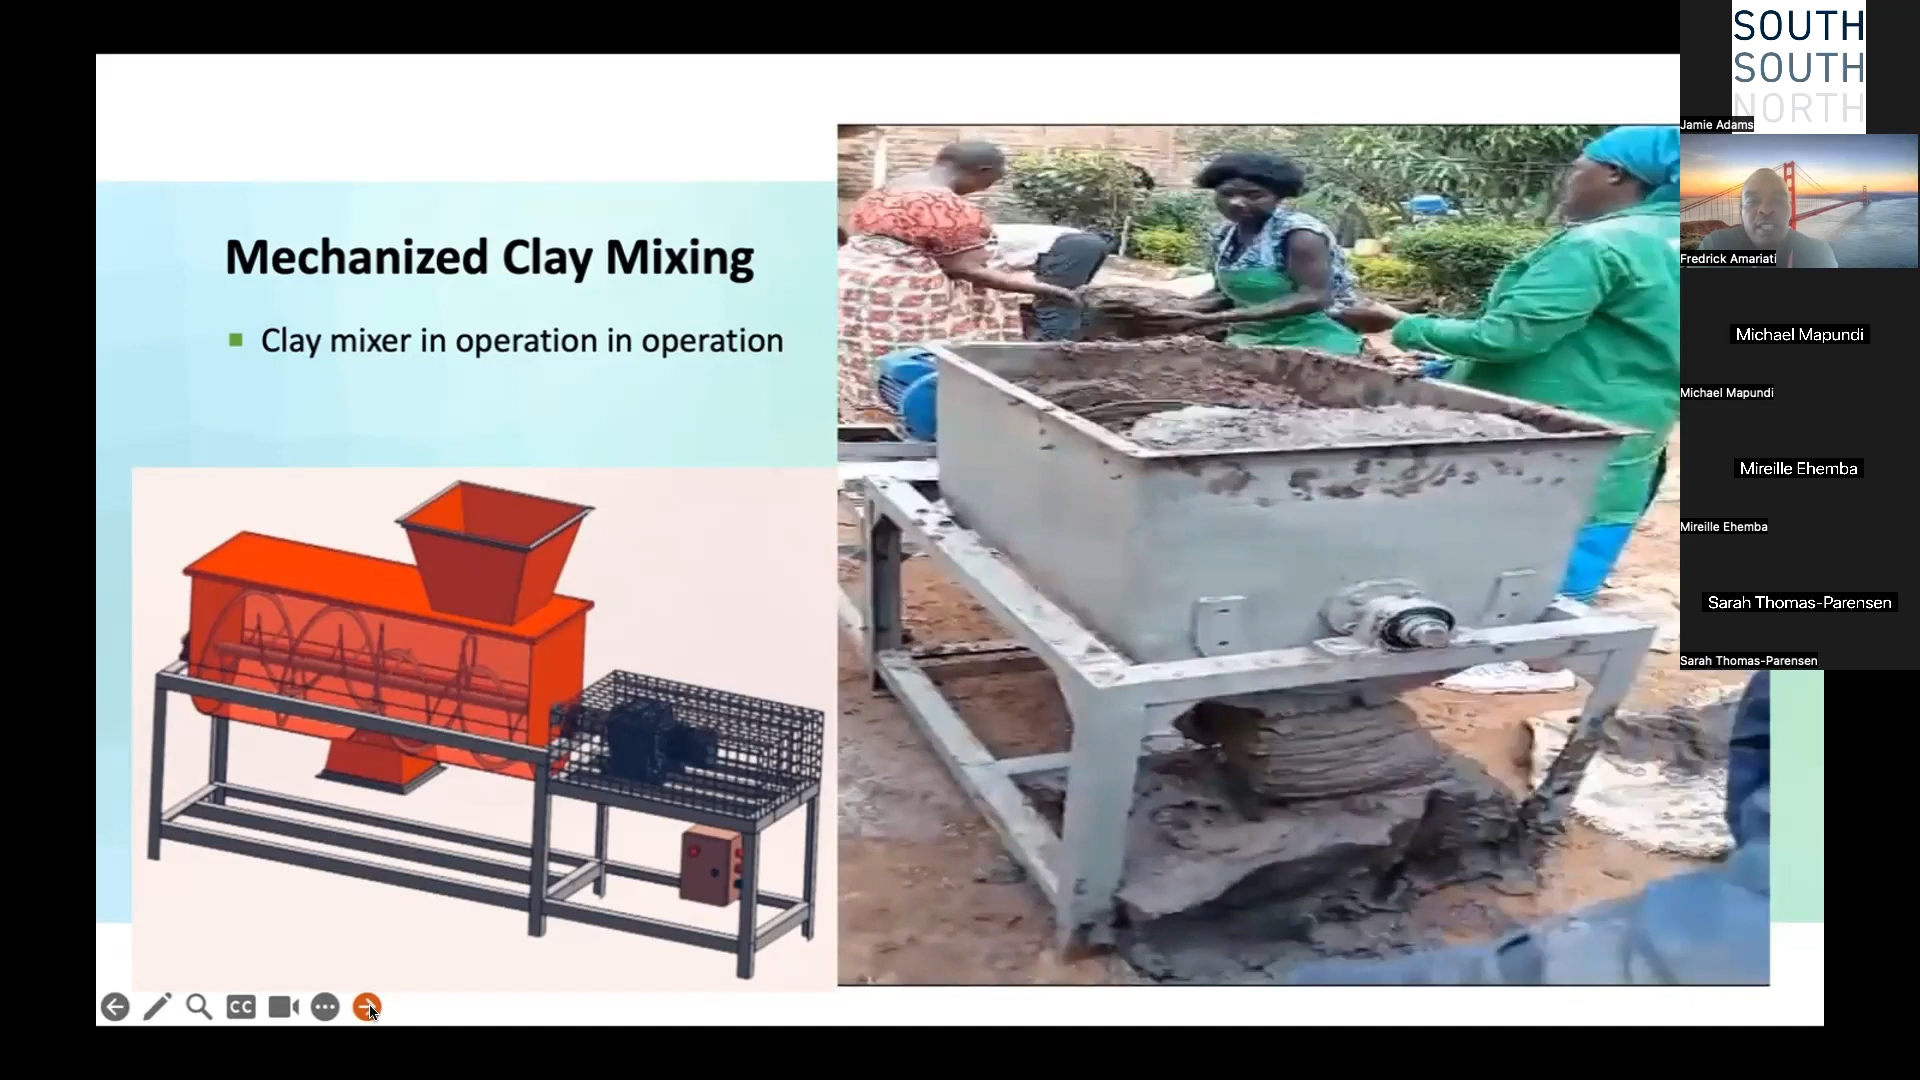 Mechanized Clay Mixing
Clay mixer in operation in operation
CC
SOUTH
SOUTH
NORTH
Jamie Adams
Fredrick Amariati
Michael Mapundi
Michael Mapundi
Mireille Ehemba
Mireille Ehemba
Sarah Thomas-Parensen
Sarah Thomas-Parensen